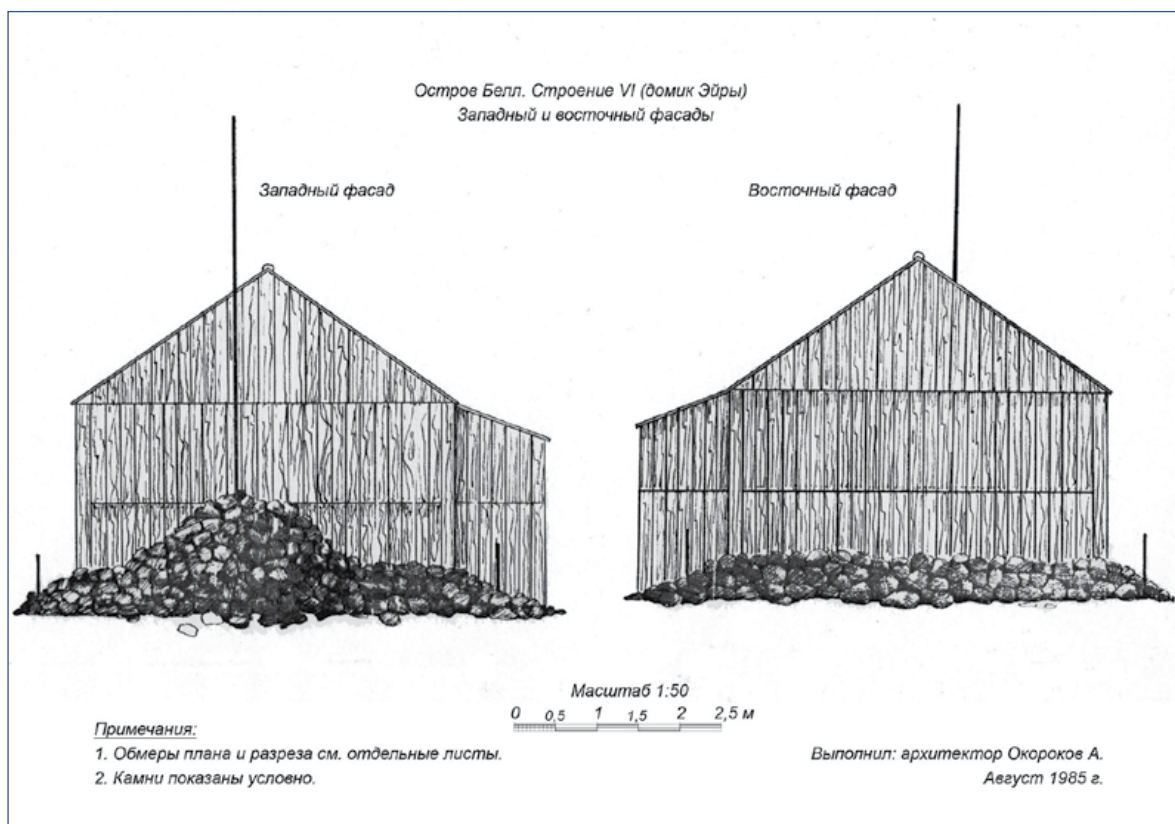 Остров Белл. Строение VI (домик Эйры)
Западный и восточный фасады
Западный фасад
Восточный фасад
Масштаб 1:50
0 0,5 1 1,5 2 2,5 м
Примечания:
1. Обмеры плана и разреза см. отдельные листы.
2. Камни показаны условно.
Выполнил: архитектор Окороков А.
Август 1985 г.